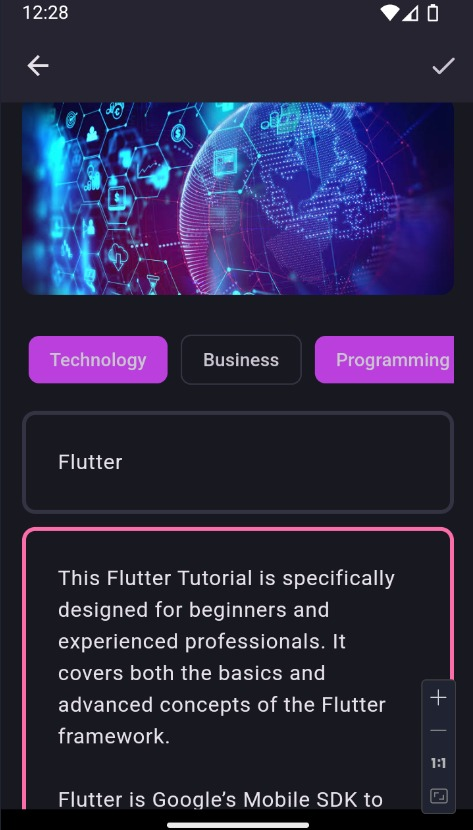 12:28
Technology
Business
Programming
Flutter
This Flutter Tutorial is specifically
designed for beginners and
experienced professionals. It
covers both the basics and
advanced concepts of the Flutter
framework.
Flutter is Google’s Mobile SDK to
1:1